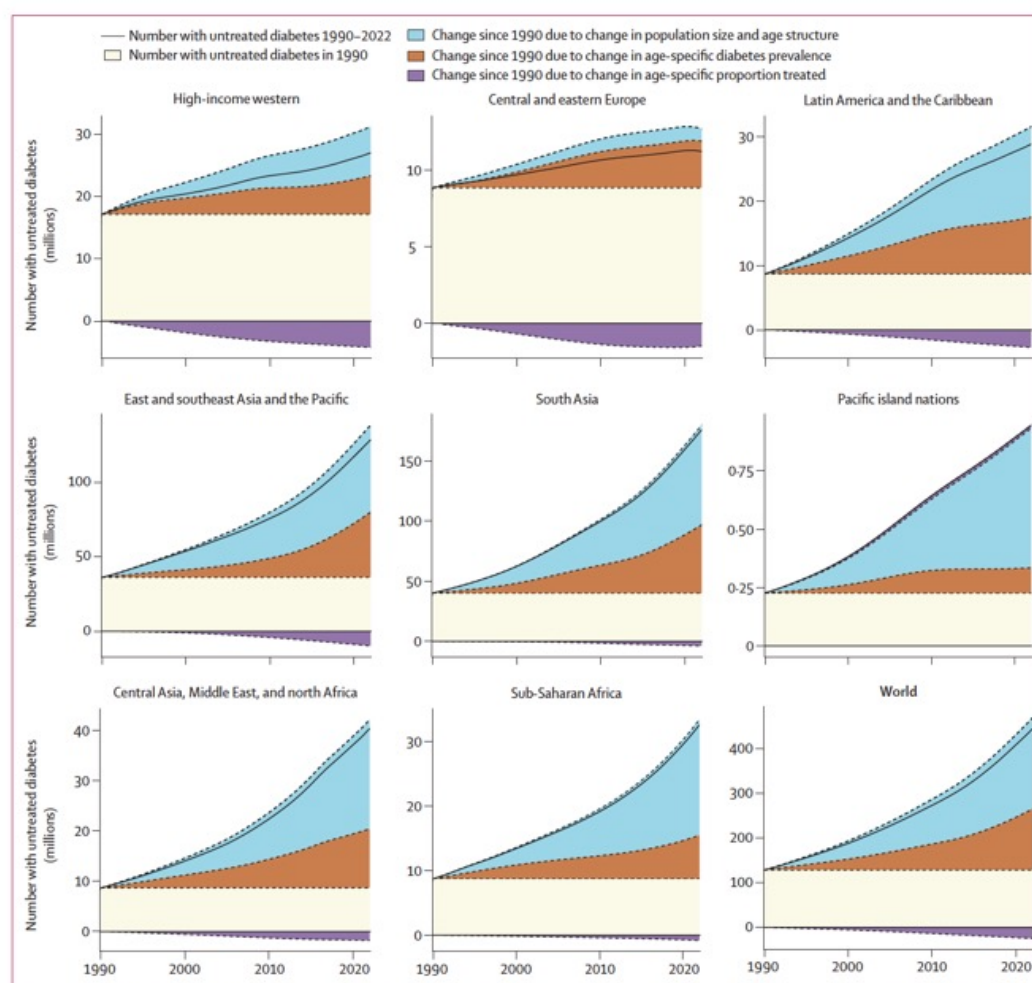 Number with untreated diabetes 1990–2022
Number with untreated diabetes in 1990
Change since 1990 due to change in population size and age structure
Change since 1990 due to change in age-specific diabetes prevalence
Change since 1990 due to change in age-specific proportion treated
High-income western
Central and eastern Europe
Latin America and the Caribbean
Number with untreated diabetes
(millions)
30
20
10
0
10
5
0
30
20
10
0
East and southeast Asia and the Pacific
South Asia
Pacific island nations
Number with untreated diabetes
(millions)
100
50
0
150
100
50
0
0·75
0·50
0·25
0
Central Asia, Middle East, and north Africa
Sub-Saharan Africa
World
Number with untreated diabetes
(millions)
40
30
20
10
0
30
20
10
0
400
300
200
100
0
1990 2000 2010 2020
1990 2000 2010 2020
1990 2000 2010 2020